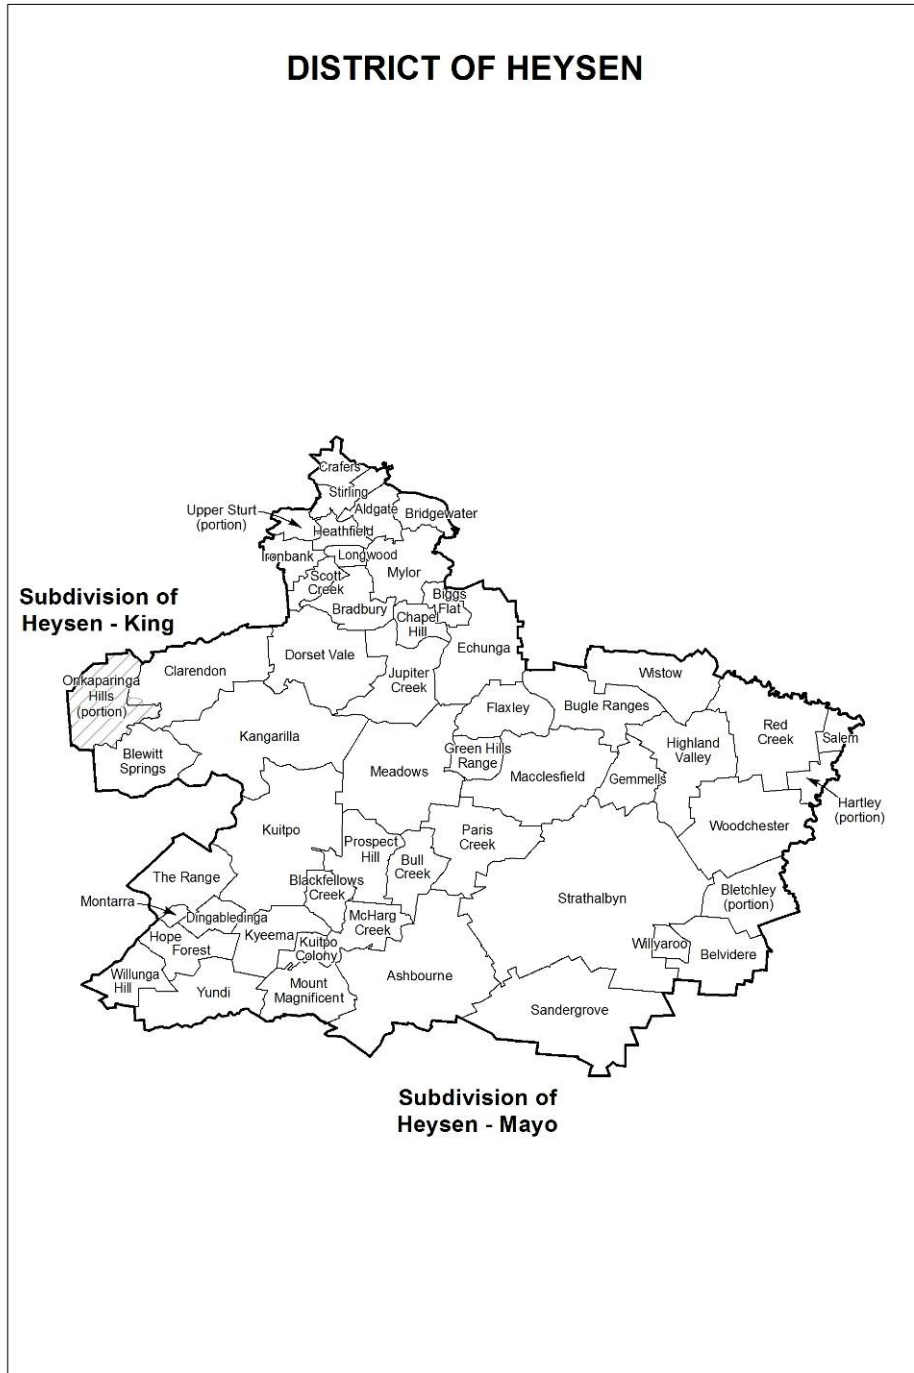 DISTRICT OF HEYSEN
Crafers
Stirling
Aldgate
Upper Sturt
(portion)
Bridgewater
Heathfield
Ironbank
Longwood
Mylor
Scott
Creek
Biggs
Flat
Bradbury
Chapel
Hill
Subdivision of
Heysen - King
Echunga
Dorset Vale
Clarendon
Jupiter
Creek
Wistow
Onkaparinga
Hills
(portion)
Flaxley
Bugle Ranges
Red
Creek
Salem
Kangarilla
Highland
Valley
Green Hills
Range
Blewitt
Springs
Meadows
Macclesfield
Gemmells
Hartley
(portion)
Woodchester
Kuitpo
Paris
Creek
Prospect
Hill
Bull
Creek
The Range
Blackfellows
Creek
Bletchley
(portion)
Strathalbyn
Montarra
Dingabledinga
McHarg
Creek
Hope
Forest
Kyeema
Kuitpo
Colony
Willyaroo
Belvidere
Willunga
Hill
Ashbourne
Mount
Magnificent
Yundi
Sandergrove
Subdivision of
Heysen - Mayo